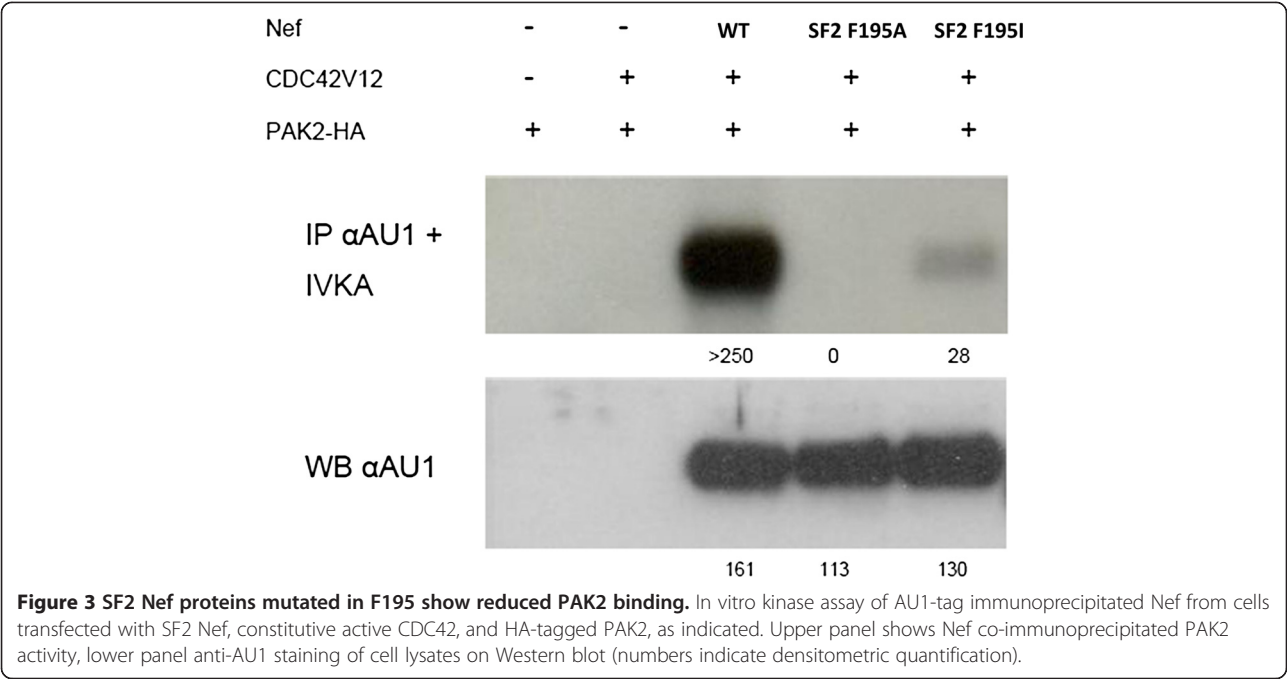 Nef - - WT SF2 F195A SF2 F195I
CDC42V12 - + + + +
PAK2-HA + + + + +
IP αAU1 +
IVKA
>250 0 28
WB αAU1
161 113 130
Figure 3 SF2 Nef proteins mutated in F195 show reduced PAK2 binding. In vitro kinase assay of AU1-tag immunoprecipitated Nef from cells
transfected with SF2 Nef, constitutive active CDC42, and HA-tagged PAK2, as indicated. Upper panel shows Nef co-immunoprecipitated PAK2
activity, lower panel anti-AU1 staining of cell lysates on Western blot (numbers indicate densitometric quantification).